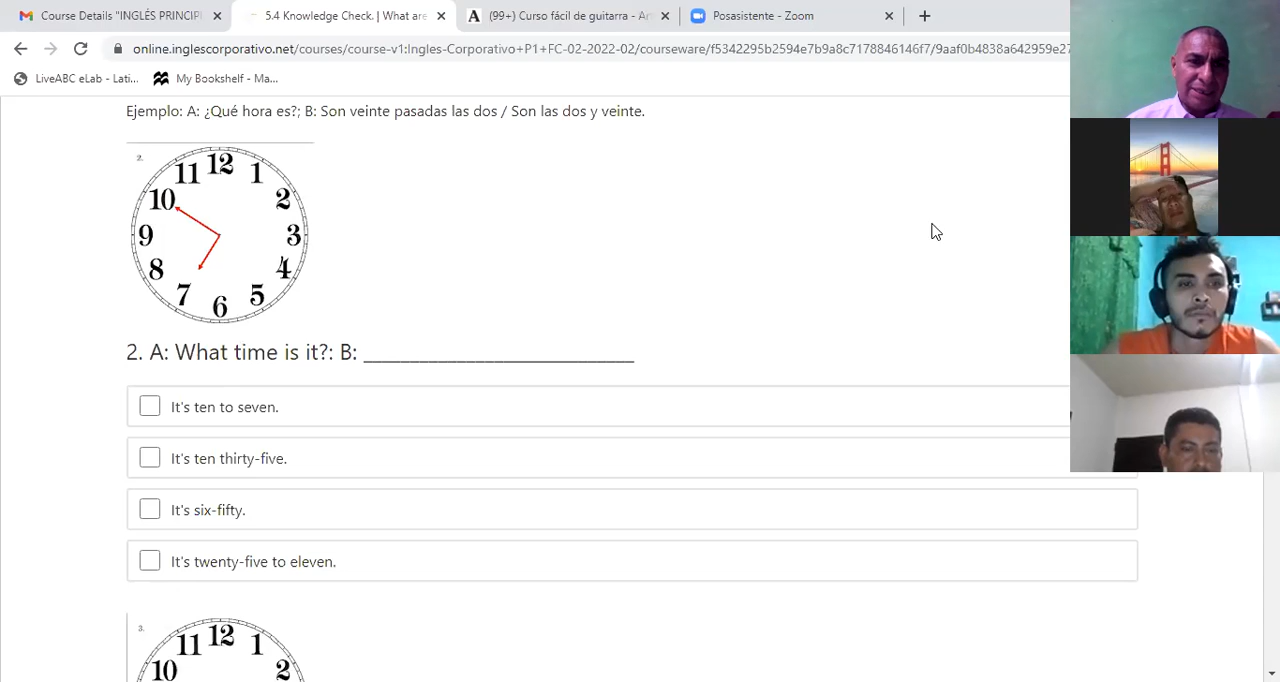 Course Details "INGLÉS PRINCIPI
5.4 Knowledge Check. | What are
(99+) Curso fácil de guitarra - Ar
Posasistente - Zoom
online.inglescorporativo.net/courses/course-v1:Ingles-Corporativo+P1+FC-02-2022-02/courseware/f5342295b2594e7b9a8c7178846146f7/9aaf0b4838a642959e27
LiveABC eLab - Lati...
My Bookshelf - Ma...
Ejemplo: A: ¿Qué hora es?; B: Son veinte pasadas las dos / Son las dos y veinte.
2.
12
11
1
10
2
9
3
8
4
7
5
6
2. A: What time is it?: B: ___________________________
It's ten to seven.
It's ten thirty-five.
It's six-fifty.
It's twenty-five to eleven.
3.
12
11
1
10
2